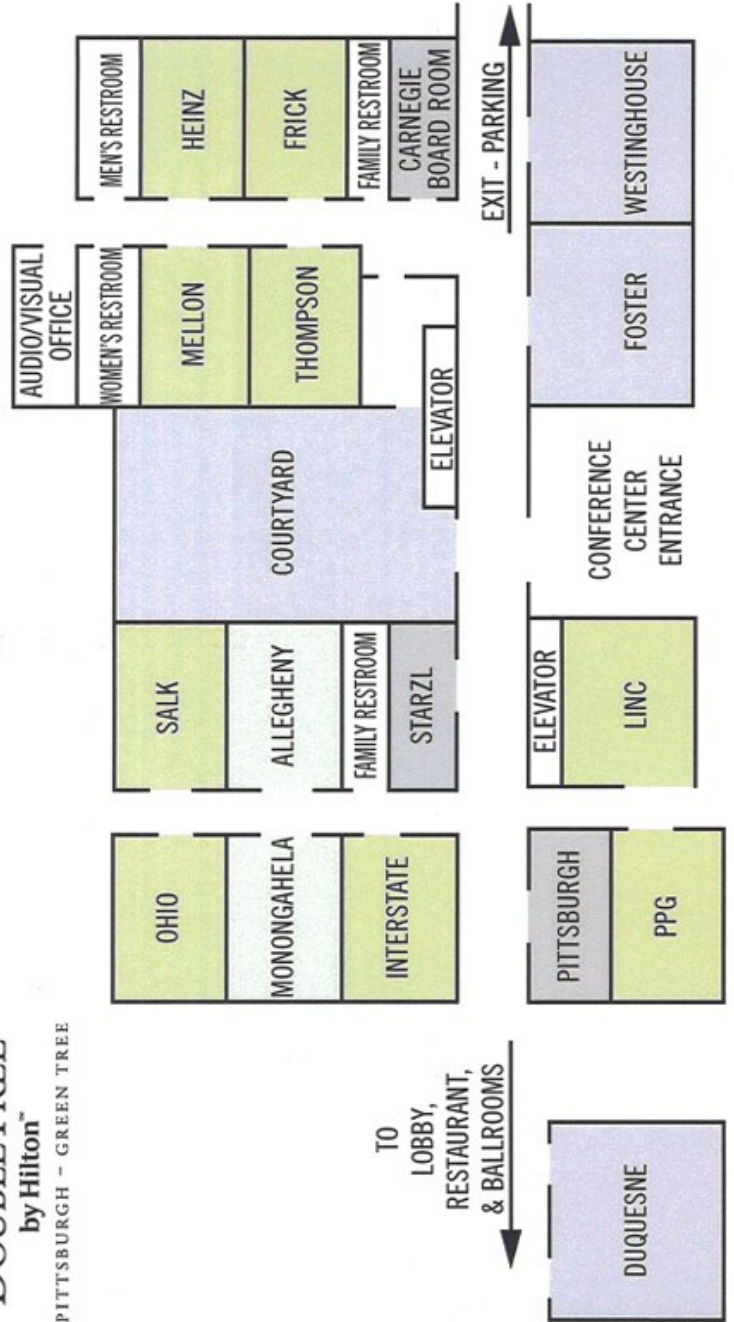 DOUBLETREE
by Hilton™
PITTSBURGH – GREEN TREE
AUDIO/VISUAL
OFFICE
MEN'S RESTROOM
WOMEN'S RESTROOM
HEINZ
MELLON
FRICK
THOMPSON
FAMILY RESTROOM
CARNEGIE
BOARD ROOM
OHIO
SALK
COURTYARD
MONONGAHELA
ALLEGHENY
INTERSTATE
FAMILY RESTROOM
STARZL
ELEVATOR
TO
LOBBY,
RESTAURANT,
& BALLROOMS
EXIT - PARKING
DUQUESNE
PITTSBURGH
PPG
ELEVATOR
LINC
CONFERENCE
CENTER
ENTRANCE
FOSTER
WESTINGHOUSE